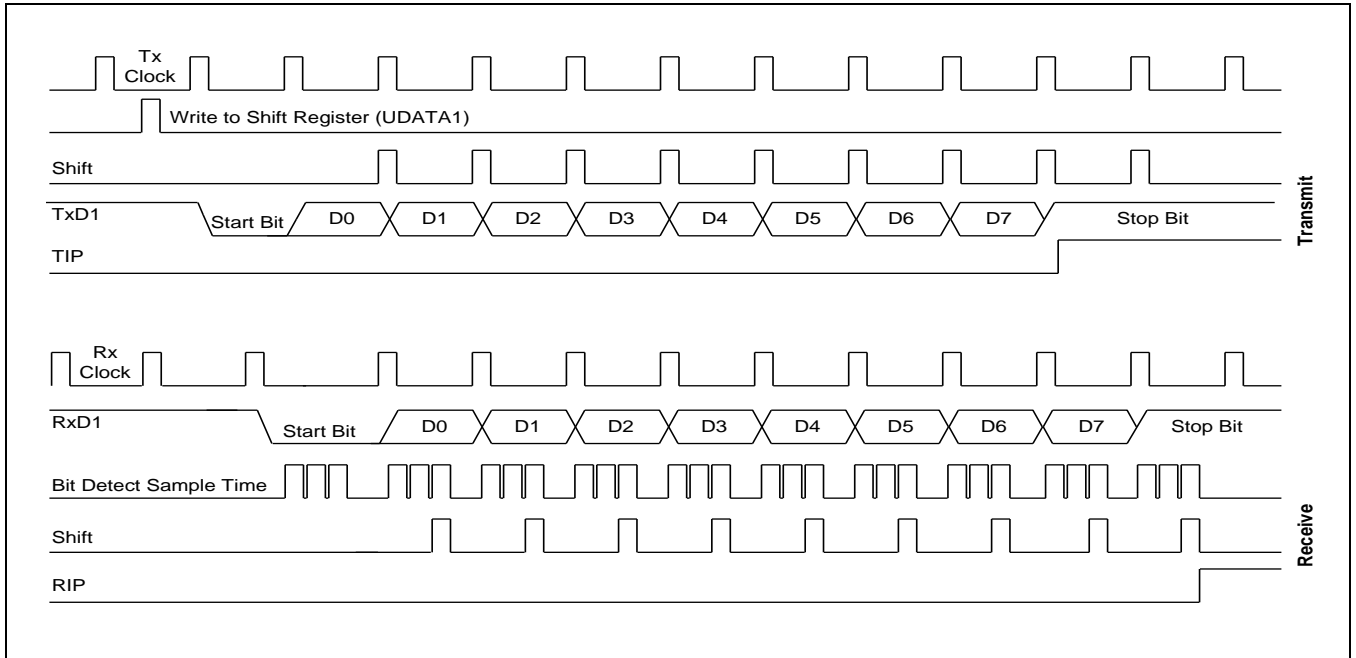 Tx
Clock
Write to Shift Register (UDATA1)
Shift
TxD1 Start Bit D0 D1 D2 D3 D4 D5 D6 D7 Stop Bit
TIP
Transmit
Rx
Clock
RxD1 Start Bit D0 D1 D2 D3 D4 D5 D6 D7 Stop Bit
Bit Detect Sample Time
Shift
RIP
Receive